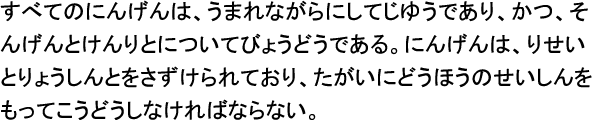 すべてのにんげんは、うまれながらにしてじゆうであり、かつ、そ
んげんとけんりとについてびょうどうである。にんげんは、りせい
とりょうしんとをさずけられており、たがいにどうほうのせいしんを
もってこうどうしなければならない。